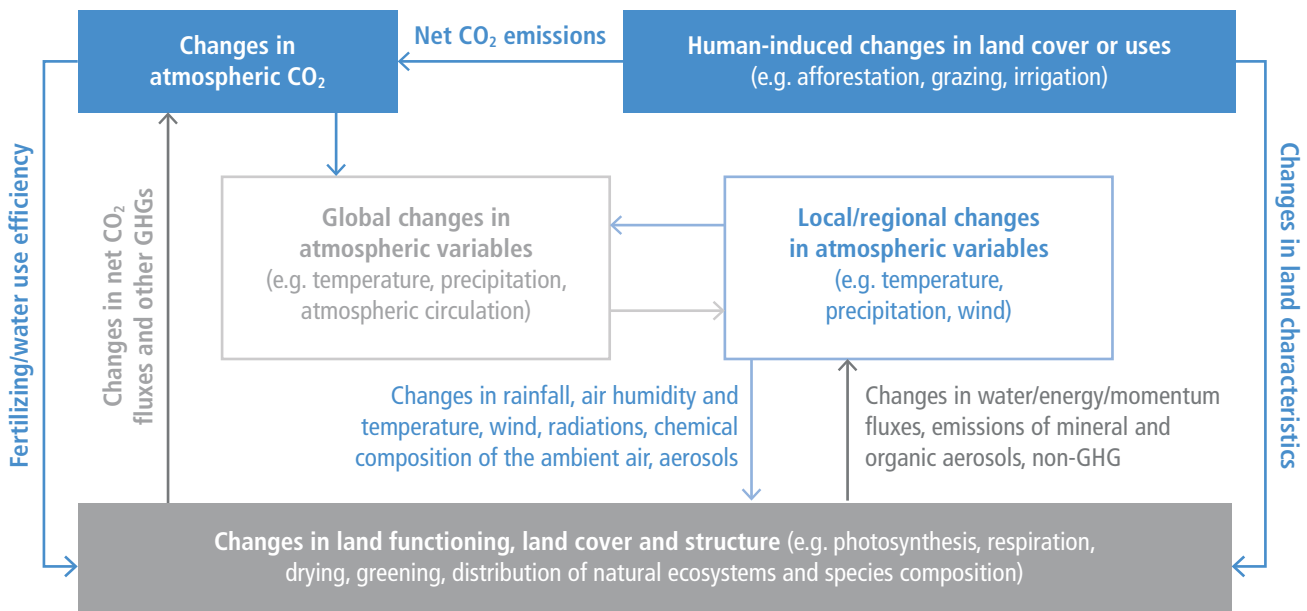 Changes in
atmospheric CO₂
Net CO₂ emissions
Human-induced changes in land cover or uses
(e.g. afforestation, grazing, irrigation)
Fertilizing/water use efficiency
Changes in net CO₂
fluxes and other GHGs
Global changes in
atmospheric variables
(e.g. temperature, precipitation,
atmospheric circulation)
Local/regional changes
in atmospheric variables
(e.g. temperature,
precipitation, wind)
Changes in land characteristics
Changes in rainfall, air humidity and
temperature, wind, radiations, chemical
composition of the ambient air, aerosols
Changes in water/energy/momentum
fluxes, emissions of mineral and
organic aerosols, non-GHG
Changes in land functioning, land cover and structure (e.g. photosynthesis, respiration,
drying, greening, distribution of natural ecosystems and species composition)